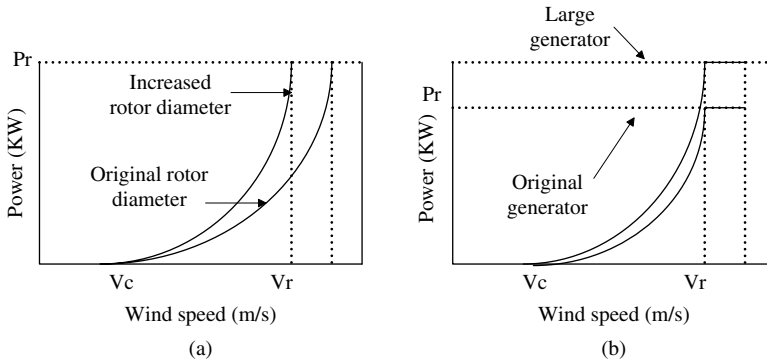 Pr
Increased
rotor diameter
Original rotor
diameter
Power (KW)
Vc
Vr
Wind speed (m/s)
(a)
Large
generator
Pr
Original
generator
Power (KW)
Vc
Vr
Wind speed (m/s)
(b)